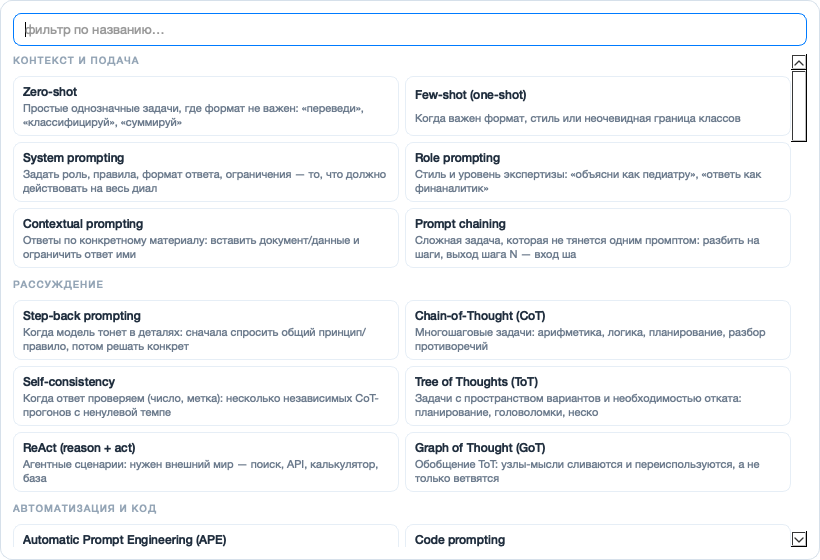 фильтр по названию…
КОНТЕКСТ И ПОДАЧА
Zero-shot
Простые однозначные задачи, где формат не важен: «переведи»,
«классифицируй», «суммируй»
Few-shot (one-shot)
Когда важен формат, стиль или неочевидная граница классов
System prompting
Задать роль, правила, формат ответа, ограничения — то, что должно
действовать на весь диал
Role prompting
Стиль и уровень экспертизы: «объясни как педиатру», «ответь как
финаналитик»
Contextual prompting
Ответы по конкретному материалу: вставить документ/данные и
ограничить ответ ими
Prompt chaining
Сложная задача, которая не тянется одним промптом: разбить на
шаги, выход шага N — вход ша
РАССУЖДЕНИЕ
Step-back prompting
Когда модель тонет в деталях: сначала спросить общий принцип/
правило, потом решать конкрет
Chain-of-Thought (CoT)
Многошаговые задачи: арифметика, логика, планирование, разбор
противоречий
Self-consistency
Когда ответ проверяем (число, метка): несколько независимых CoT-
прогонов с ненулевой темпе
Tree of Thoughts (ToT)
Задачи с пространством вариантов и необходимостью отката:
планирование, головоломки, неско
ReAct (reason + act)
Агентные сценарии: нужен внешний мир — поиск, API, калькулятор,
база
Graph of Thought (GoT)
Обобщение ToT: узлы-мысли сливаются и переиспользуются, а не
только ветвятся
АВТОМАТИЗАЦИЯ И КОД
Automatic Prompt Engineering (APE)
Code prompting